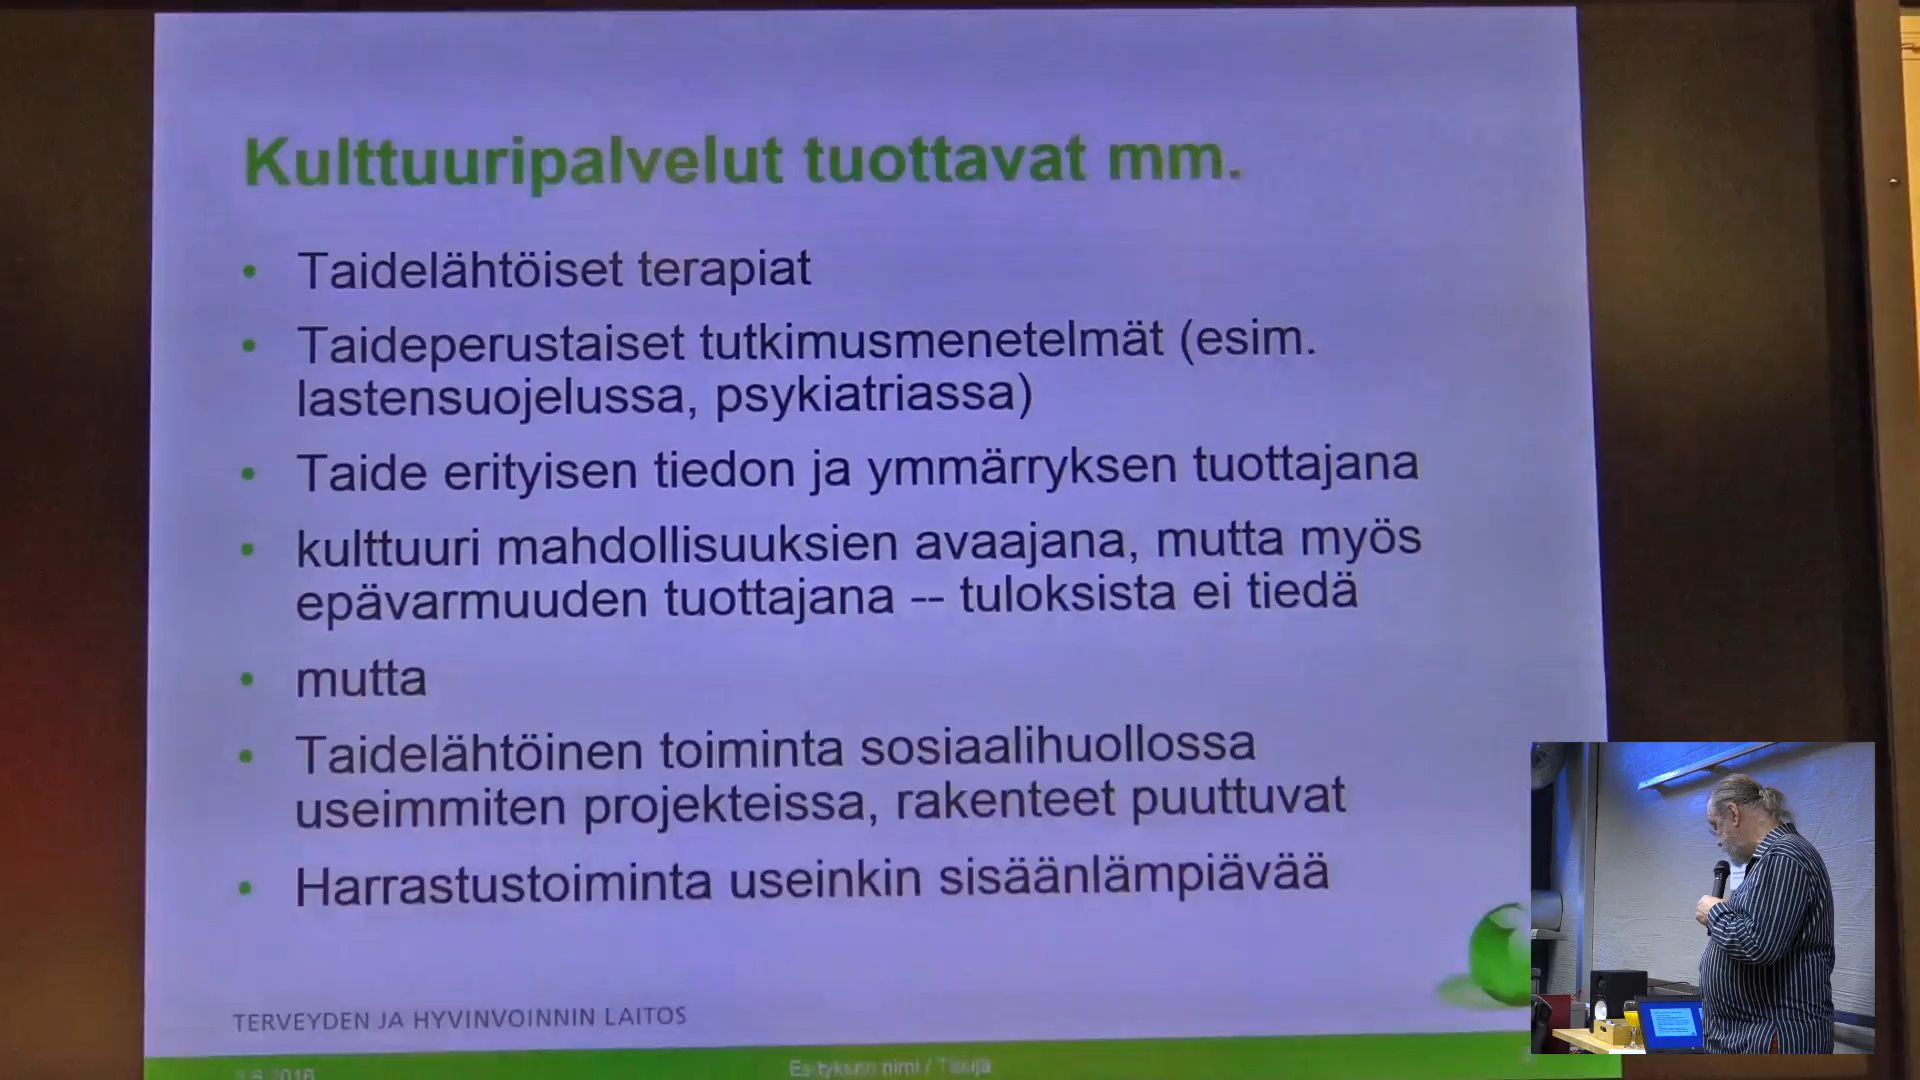 Kulttuuripalvelut tuottavat mm.
• Taidelähtöiset terapiat
• Taideperustaiset tutkimusmenetelmät (esim.
lastensuojelussa, psykiatriassa)
• Taide erityisen tiedon ja ymmärryksen tuottajana
• kulttuuri mahdollisuuksien avaajana, mutta myös
epävarmuuden tuottajana -- tuloksista ei tiedä
• mutta
• Taidelähtöinen toiminta sosiaalihuollossa
useimmiten projekteissa, rakenteet puuttuvat
• Harrastustoiminta useinkin sisäänlämpiävää
TERVEYDEN JA HYVINVOINNIN LAITOS
Esityksen nimi / Tekijä